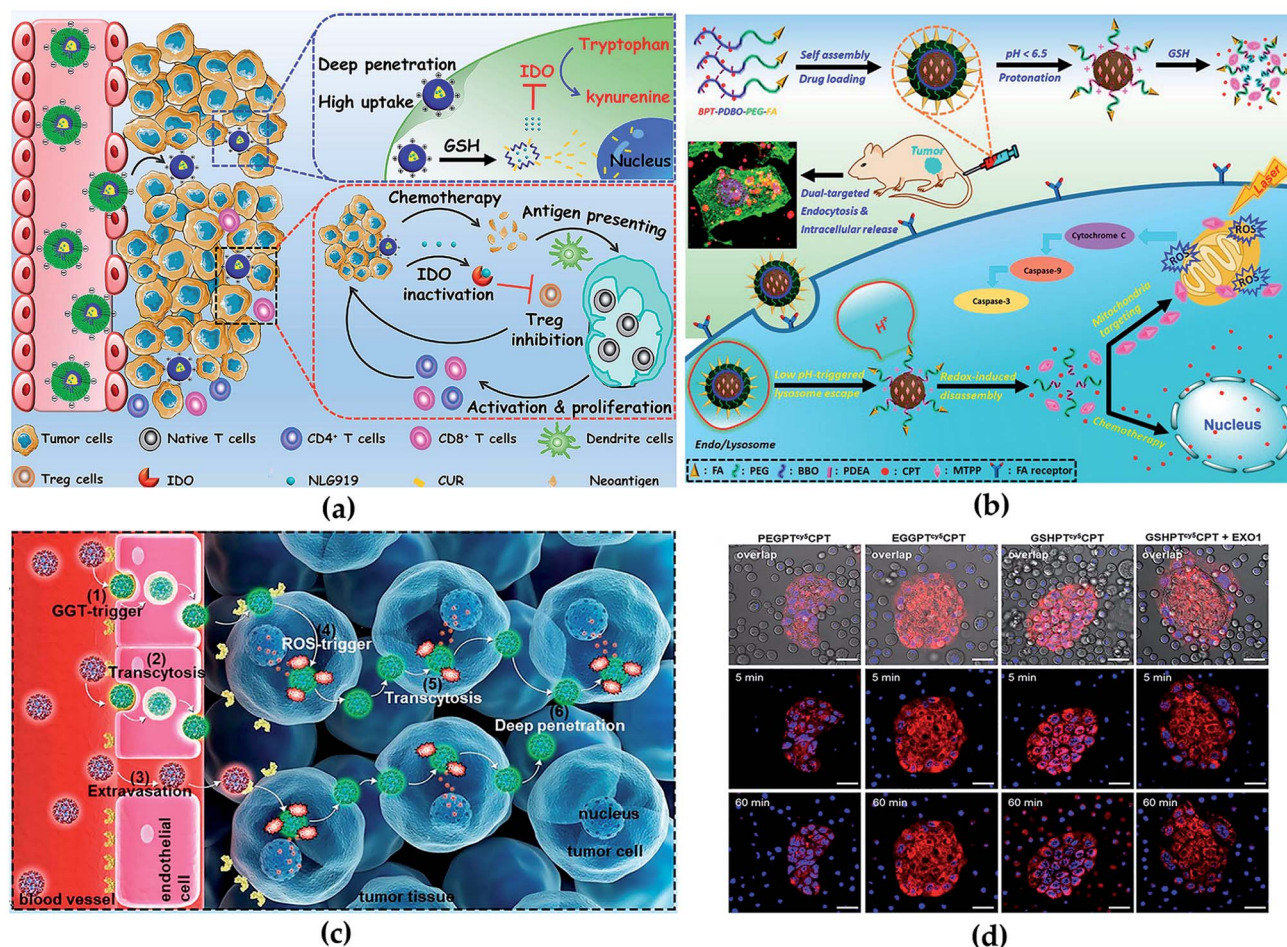 Deep penetration
High uptake
Tryptophan
IDO
kynurenine
GSH
Nucleus
Chemotherapy
Antigen presenting
IDO
inactivation
Treg
inhibition
Activation & proliferation
Tumor cells
Native T cells
CD4⁺ T cells
CD8⁺ T cells
Dendrite cells
Treg cells
IDO
NLG919
CUR
Neoantigen
(a)
BPT-PDBO-PEG-FA
Self assembly
Drug loading
pH < 6.5
Protonation
GSH
Tumor
Dual-targeted
Endocytosis &
Intracellular release
Laser
ROS
ROS
ROS
Cytochrome C
Caspase-9
Caspase-3
Mitochondria
targeting
H⁺
Low pH-triggered
lysosome escape
Redox-induced
disassembly
Endo/Lysosome
Chemotherapy
Nucleus
: FA
: PEG
: BBO
: PDEA
: CPT
: MTPP
: FA receptor
(b)
(1)
GGT-trigger
(2)
Transcytosis
(3)
Extravasation
(4)
ROS-trigger
(5)
Transcytosis
(6)
Deep penetration
nucleus
tumor cell
endothelial
cell
blood vessel
tumor tissue
(c)
PEGPTᶜʸ⁵CPT
EGGPTᶜʸ⁵CPT
GSHPTᶜʸ⁵CPT
GSHPTᶜʸ⁵CPT + EXO1
overlap
overlap
overlap
overlap
5 min
5 min
5 min
5 min
60 min
60 min
60 min
60 min
(d)